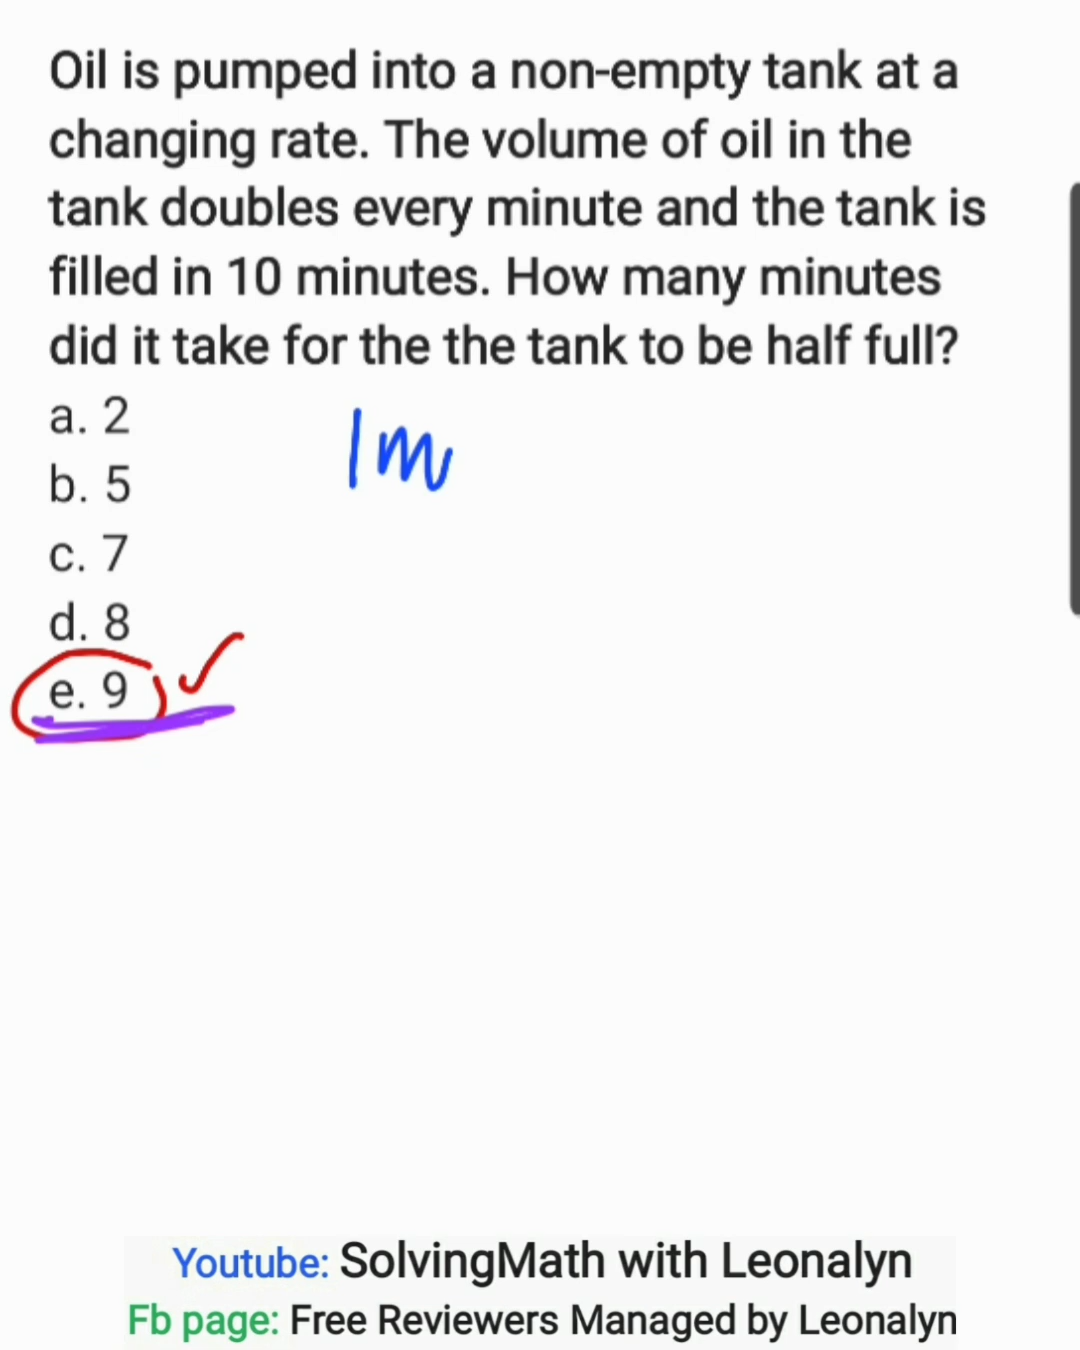 Oil is pumped into a non-empty tank at a
changing rate. The volume of oil in the
tank doubles every minute and the tank is
filled in 10 minutes. How many minutes
did it take for the the tank to be half full?
a. 2
1m
b. 5
c. 7
d. 8
e. 9
Youtube: SolvingMath with Leonalyn
Fb page: Free Reviewers Managed by Leonalyn